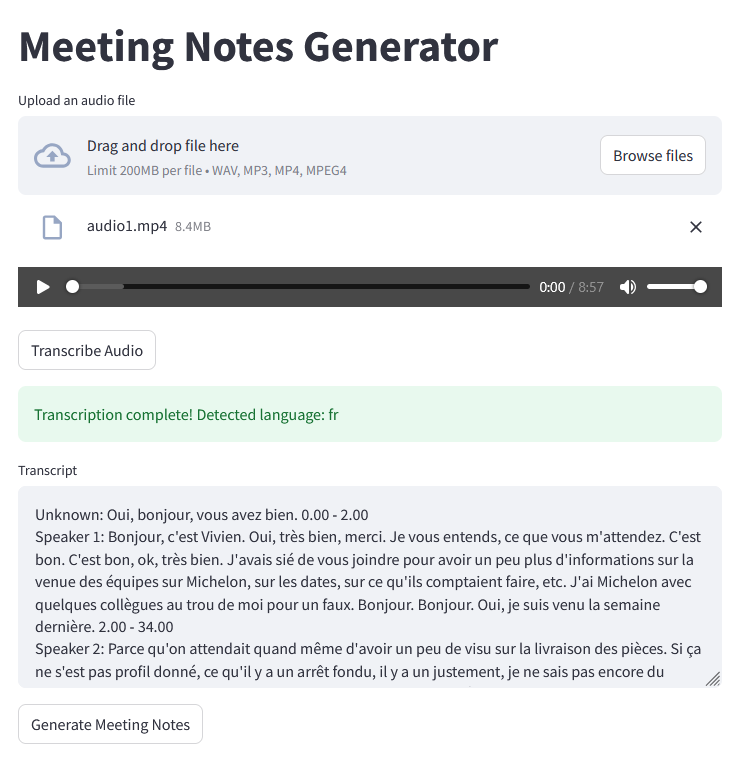 Meeting Notes Generator
Upload an audio file
Drag and drop file here
Limit 200MB per file • WAV, MP3, MP4, MPEG4
Browse files
audio1.mp4 8.4MB
0:00 / 8:57
Transcribe Audio
Transcription complete! Detected language: fr
Transcript
Unknown: Oui, bonjour, vous avez bien. 0.00 - 2.00
Speaker 1: Bonjour, c'est Vivien. Oui, très bien, merci. Je vous entends, ce que vous m'attendez. C'est
bon. C'est bon, ok, très bien. J'avais sié de vous joindre pour avoir un peu plus d'informations sur la
venue des équipes sur Michelon, sur les dates, sur ce qu'ils comptaient faire, etc. J'ai Michelon avec
quelques collègues au trou de moi pour un faux. Bonjour. Bonjour. Oui, je suis venu la semaine
dernière. 2.00 - 34.00
Speaker 2: Parce qu'on attendait quand même d'avoir un peu de visu sur la livraison des pièces. Si ça
ne s'est pas profil donné, ce qu'il y a un arrêt fondu, il y a un justement, je ne sais pas encore du
Generate Meeting Notes